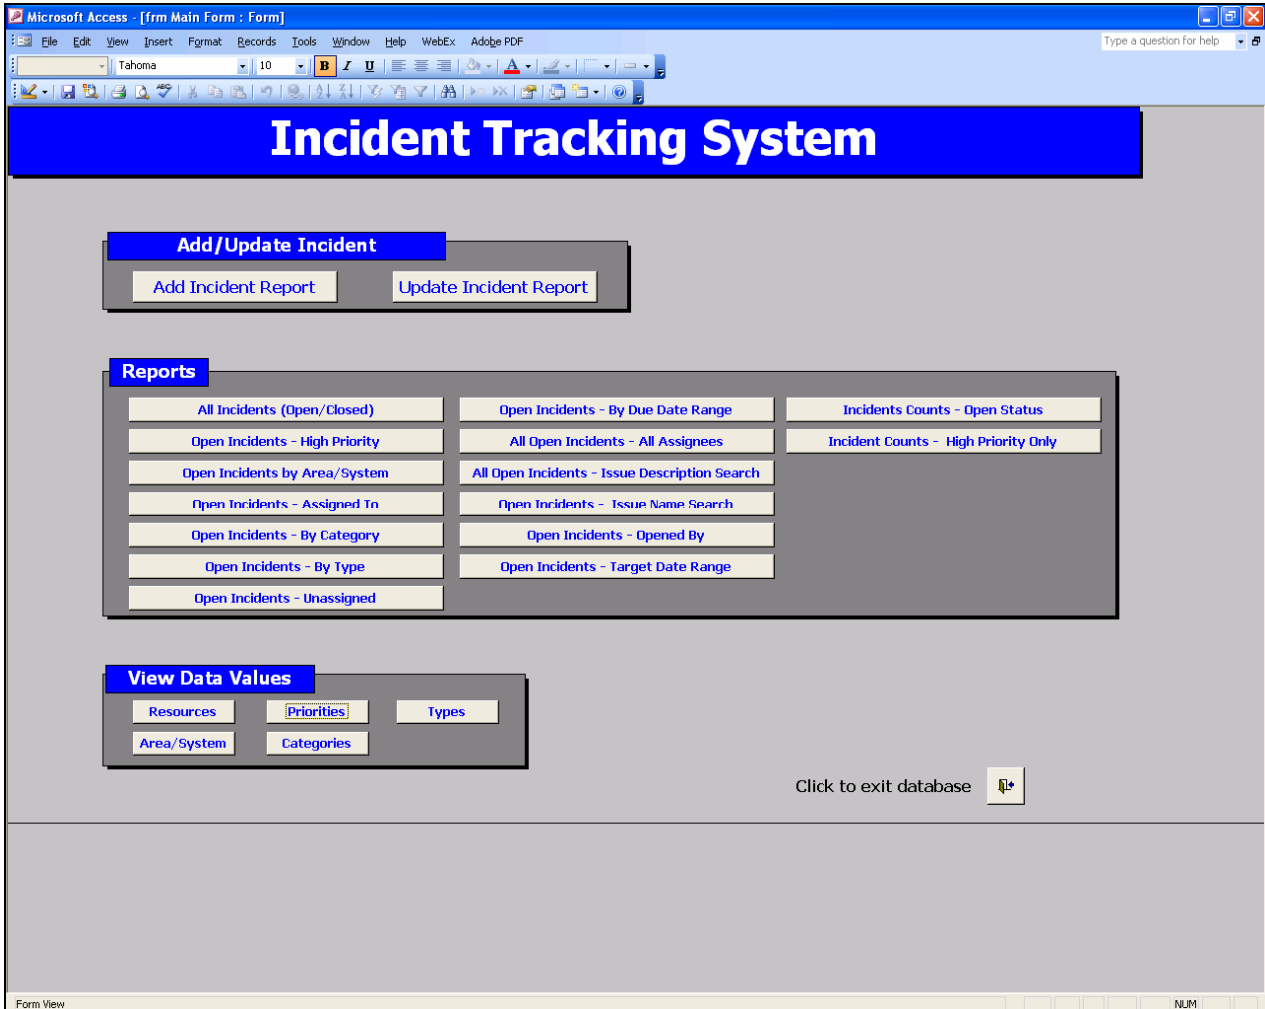 Microsoft Access - [frm Main Form : Form]
File Edit View Insert Format Records Tools Window Help WebEx Adobe PDF
Type a question for help
Tahoma 10 B I U A
Incident Tracking System
Add/Update Incident
Add Incident Report
Update Incident Report
Reports
All Incidents (Open/Closed)
Open Incidents - By Due Date Range
Incidents Counts - Open Status
Open Incidents - High Priority
All Open Incidents - All Assignees
Incident Counts - High Priority Only
Open Incidents by Area/System
All Open Incidents - Issue Description Search
Open Incidents - Assigned To
Open Incidents - Issue Name Search
Open Incidents - By Category
Open Incidents - Opened By
Open Incidents - By Type
Open Incidents - Target Date Range
Open Incidents - Unassigned
View Data Values
Resources
Priorities
Types
Area/System
Categories
Click to exit database
Form View
NUM